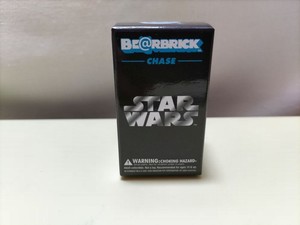 BE@RBRICK
CHASE
STAR
WARS
WARNING: CHOKING HAZARD-